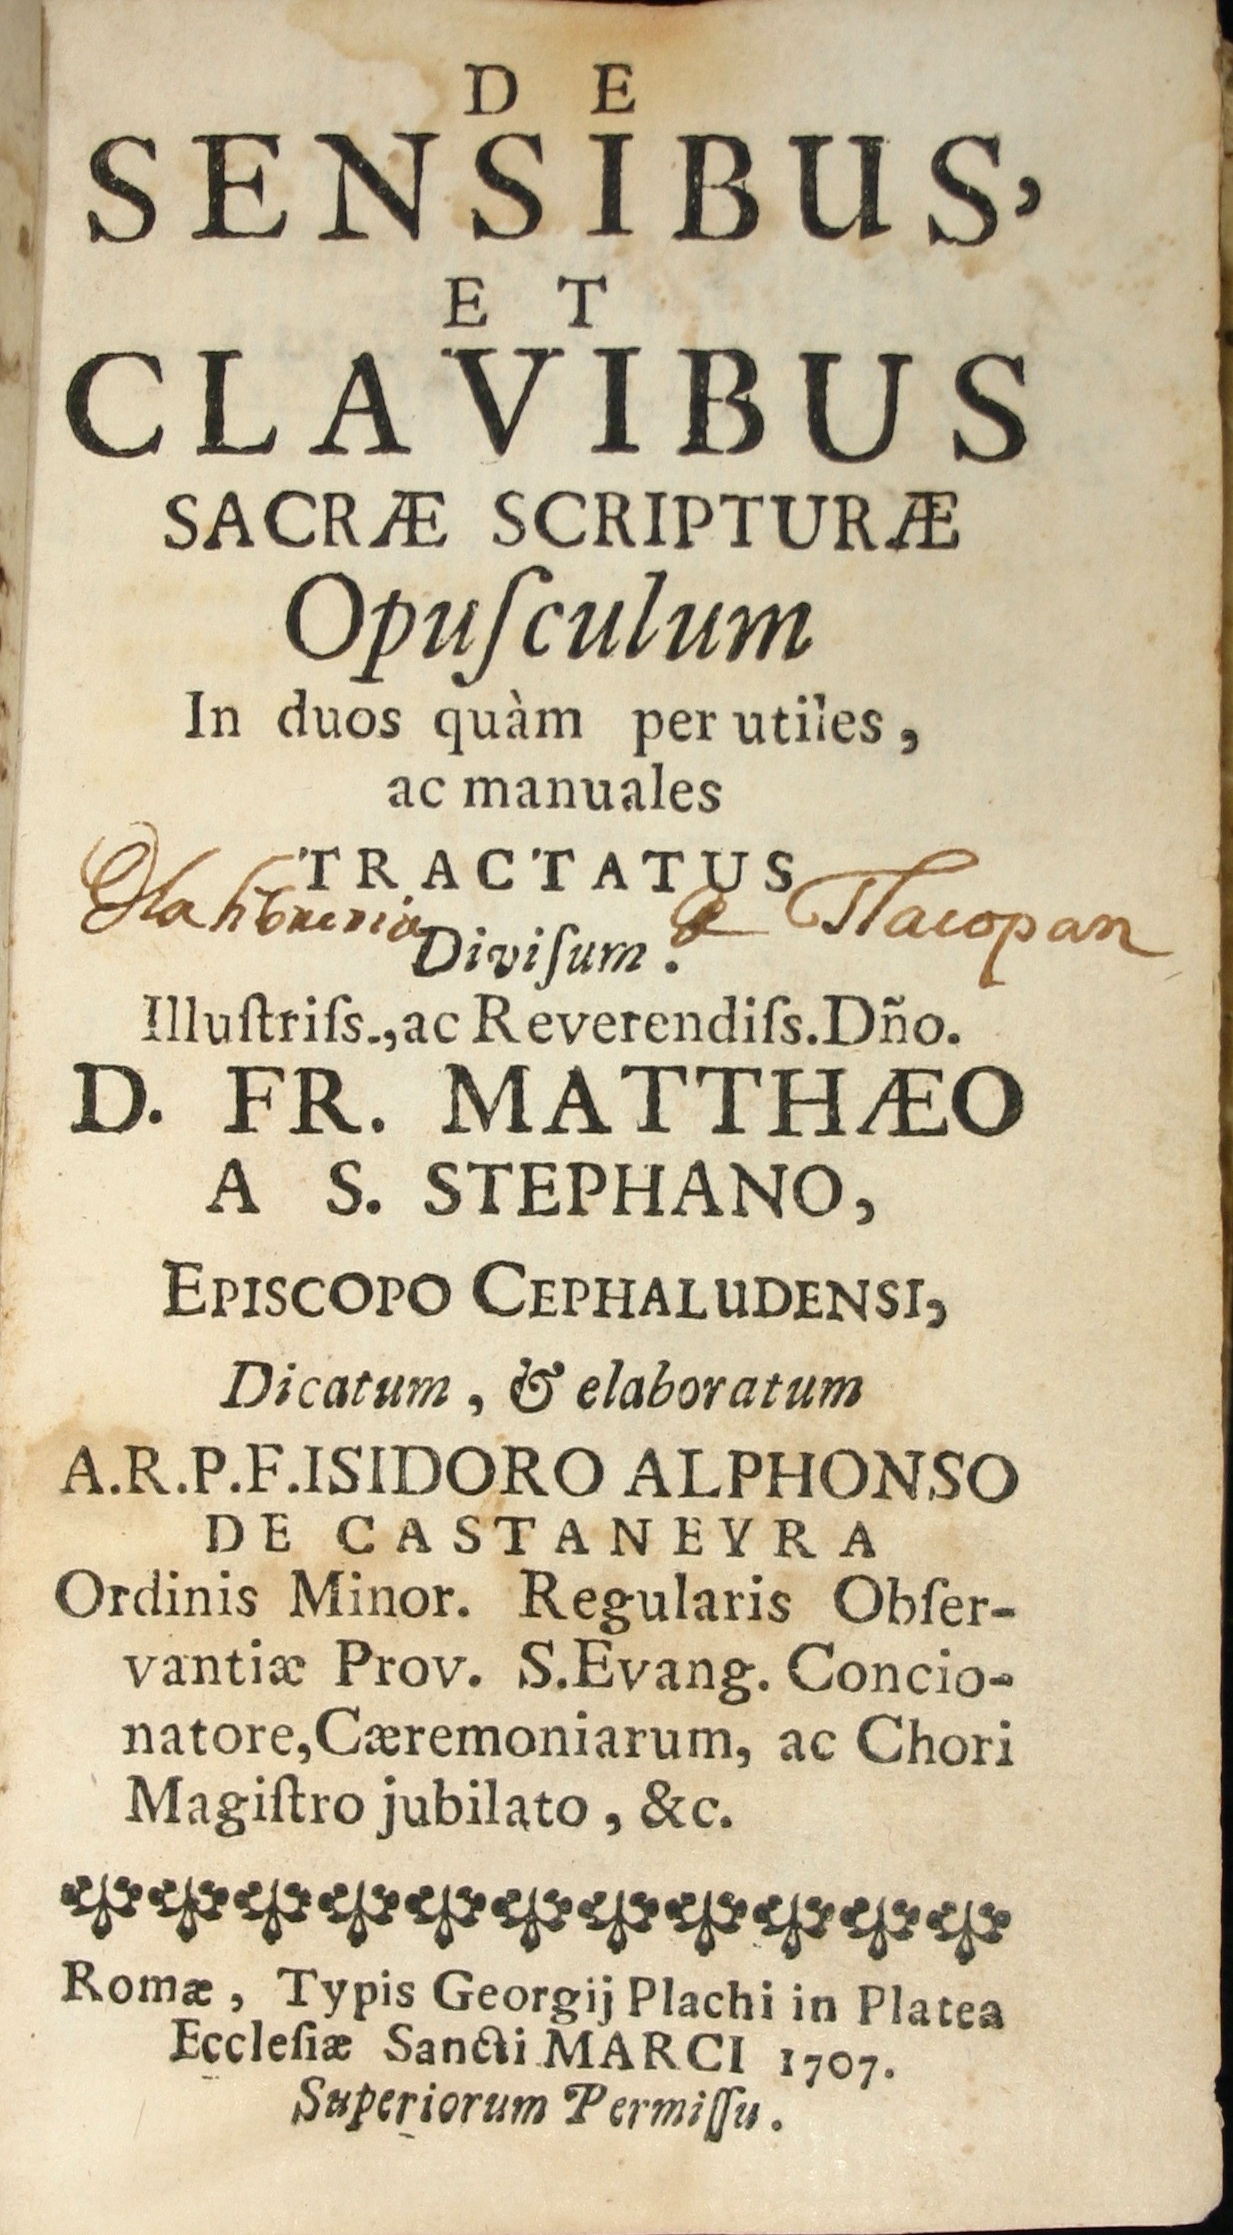 DE
SENSIBUS,
ET
CLAVIBUS
SACRÆ SCRIPTURÆ
Opuſculum
In duos quàm per utiles,
ac manuales
TRACTATUS
de Tlacopan
Diviſum.
Illuſtriſs., ac Reverendiſs. Dño.
D. FR. MATTHÆO
A S. STEPHANO,
EPISCOPO CEPHALUDENSI,
Dicatum, & elaboratum
A.R.P.F. ISIDORO ALPHONSO
DE CASTANEYRA
Ordinis Minor. Regularis Obſer-
vantiæ Prov. S. Evang. Concio-
natore, Cæremoniarum, ac Chori
Magiſtro jubilato, &c.
Romæ, Typis Georgij Plachi in Platea
Eccleſiæ Sancti MARCI 1707.
Superiorum Permiſſu.